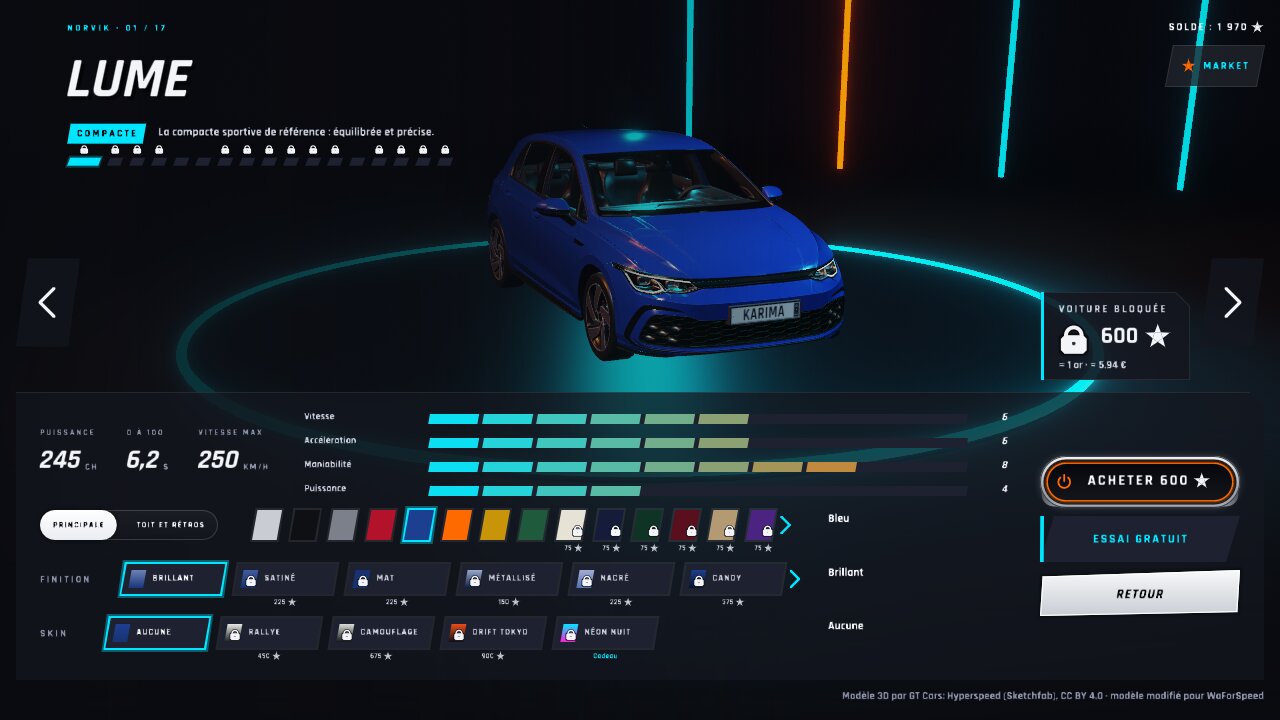 NORVIK · 01 / 17
SOLDE : 1 970 ★
LUME
★ MARKET
COMPACTE La compacte sportive de référence : équilibrée et précise.
KARIMA
VOITURE BLOQUÉE
600 ★
≈ 1 or · ≈ 5.94 €
PUISSANCE 0 À 100 VITESSE MAX
245 CH 6,2 S 250 KM/H
Vitesse 6
Accélération 6
Maniabilité 8
Puissance 4
ACHETER 600 ★
PRINCIPALE TOIT ET RÉTROS
75 ★ 75 ★ 75 ★ 75 ★ 75 ★ 75 ★
Bleu
ESSAI GRATUIT
FINITION BRILLANT SATINÉ MAT MÉTALLISÉ NACRÉ CANDY
225 ★ 225 ★ 150 ★ 225 ★ 375 ★
Brillant
RETOUR
SKIN AUCUNE RALLYE CAMOUFLAGE DRIFT TOKYO NÉON NUIT
450 ★ 675 ★ 900 ★ Cadeau
Aucune
Modèle 3D par GT Cars: Hyperspeed (Sketchfab), CC BY 4.0 · modèle modifié pour WaForSpeed